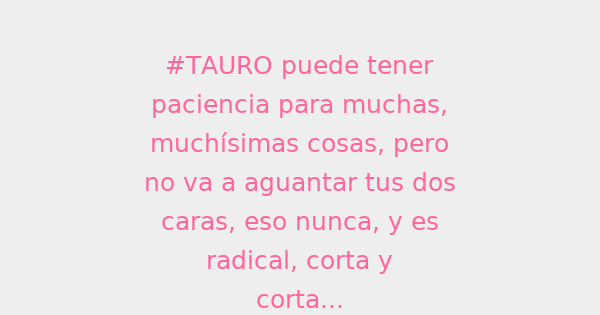 #TAURO puede tener
paciencia para muchas,
muchísimas cosas, pero
no va a aguantar tus dos
caras, eso nunca, y es
radical, corta y
corta...